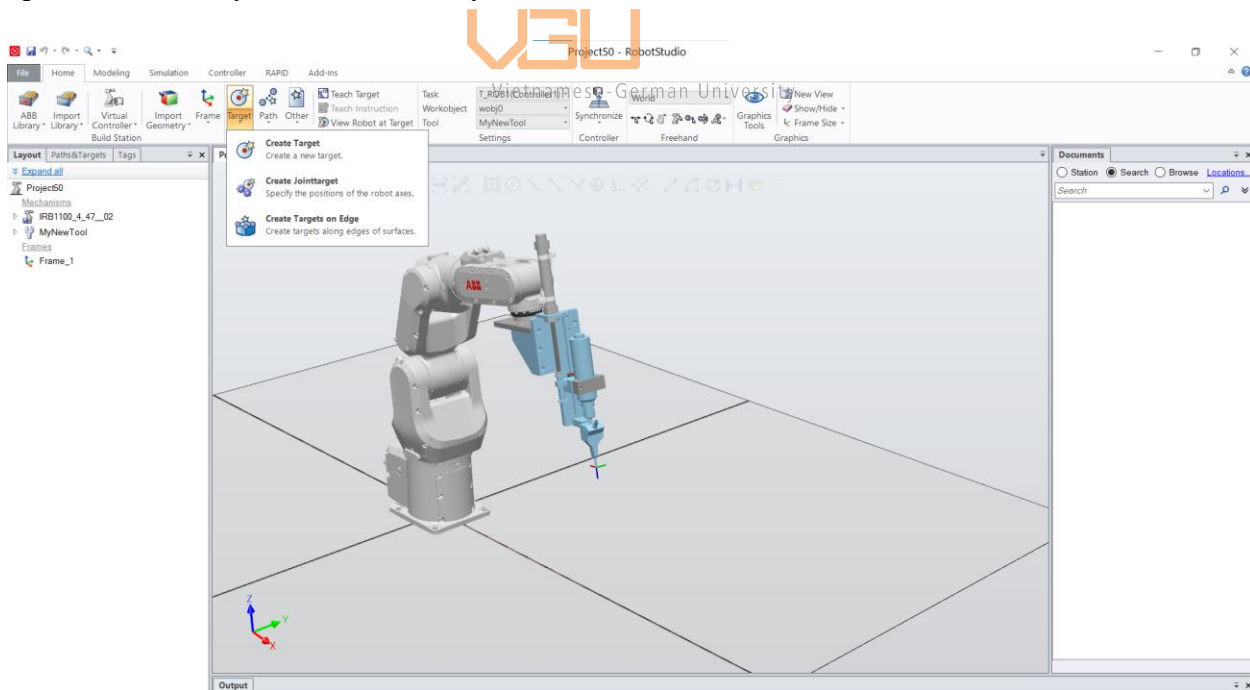 VGU
Project50 - RobotStudio
Vietnamese-German University
File Home Modeling Simulation Controller RAPID Add-Ins
ABB Library
Import Library
Virtual Controller
Import Geometry
Frame
Target
Path
Other
Build Station
Teach Target
Teach Instruction
View Robot at Target
Task
Workobject wobj0
Tool MyNewTool
Settings
Synchronize
Controller
World
Freehand
Graphics Tools
New View
Show/Hide
Frame Size
Graphics
Layout Paths&Targets Tags
Expand all
Project50
Mechanisms
IRB1100_4_47__02
MyNewTool
Frames
Frame_1
Create Target
Create a new target.
Create Jointtarget
Specify the positions of the robot axes.
Create Targets on Edge
Create targets along edges of surfaces.
ABB
Z
Y
X
Documents
Station Search Browse Locations...
Search
Output